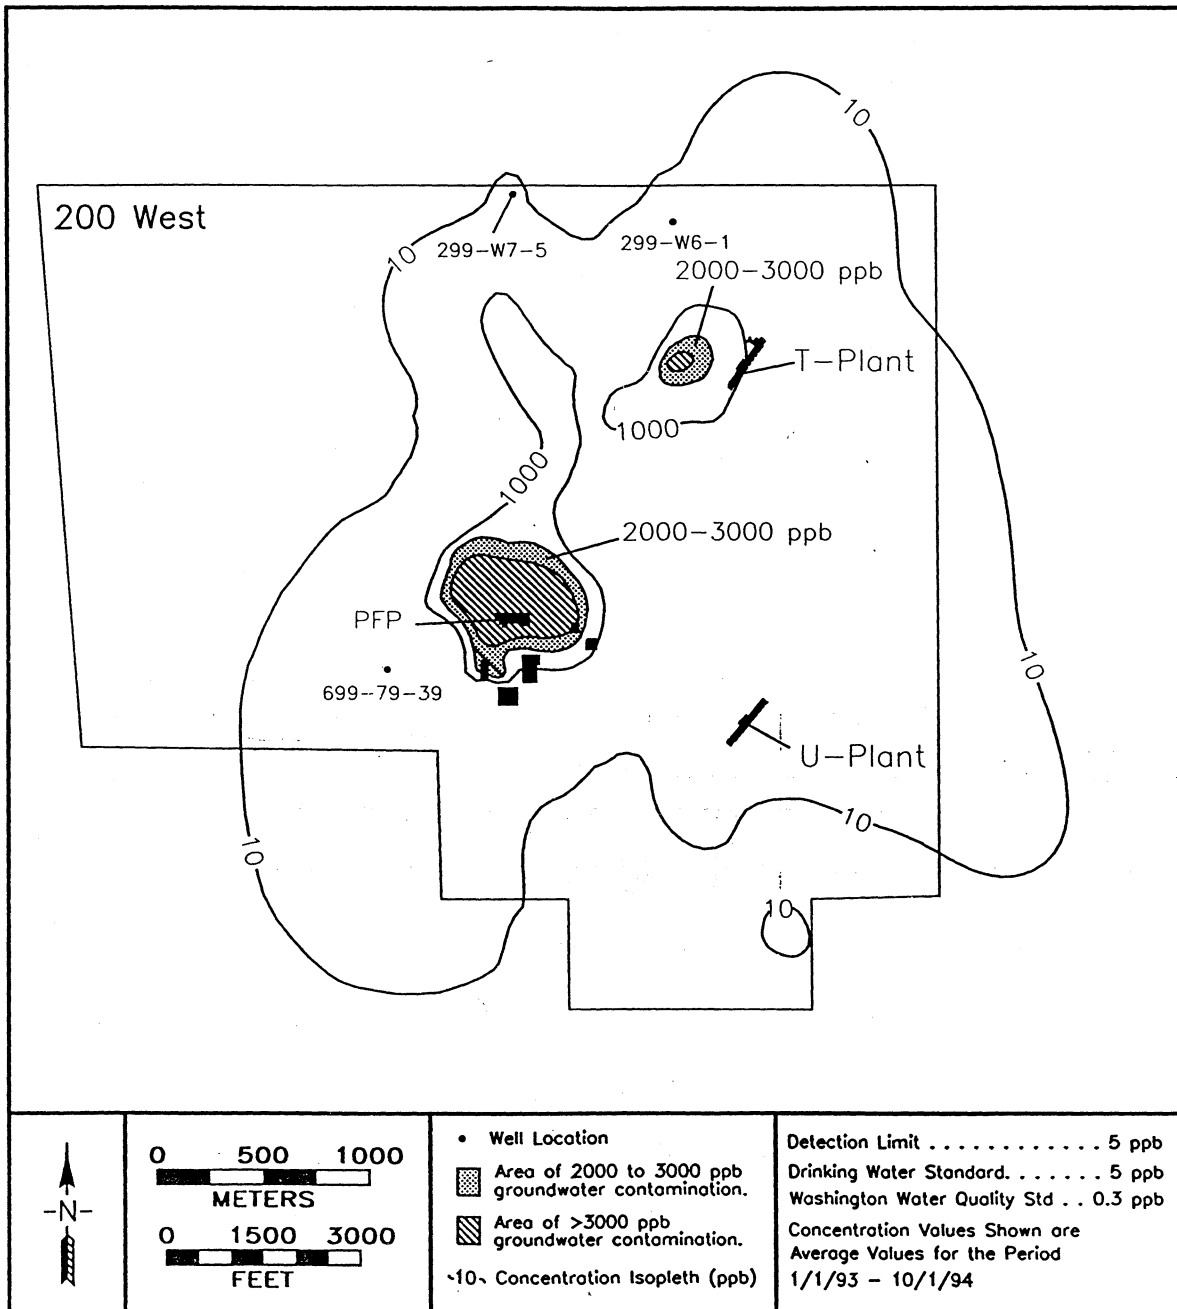 10
200 West
299-W7-5
299-W6-1
10
2000-3000 ppb
T-Plant
1000
1000
2000-3000 ppb
PFP
10
699--79-39
U-Plant
10
10
10
-N-
0 500 1000
METERS
0 1500 3000
FEET
• Well Location
Area of 2000 to 3000 ppb
groundwater contamination.
Area of >3000 ppb
groundwater contamination.
-10- Concentration Isopleth (ppb)
Detection Limit . . . . . . . . . . . . . 5 ppb
Drinking Water Standard. . . . . . . . 5 ppb
Washington Water Quality Std . . 0.3 ppb
Concentration Values Shown are
Average Values for the Period
1/1/93 - 10/1/94